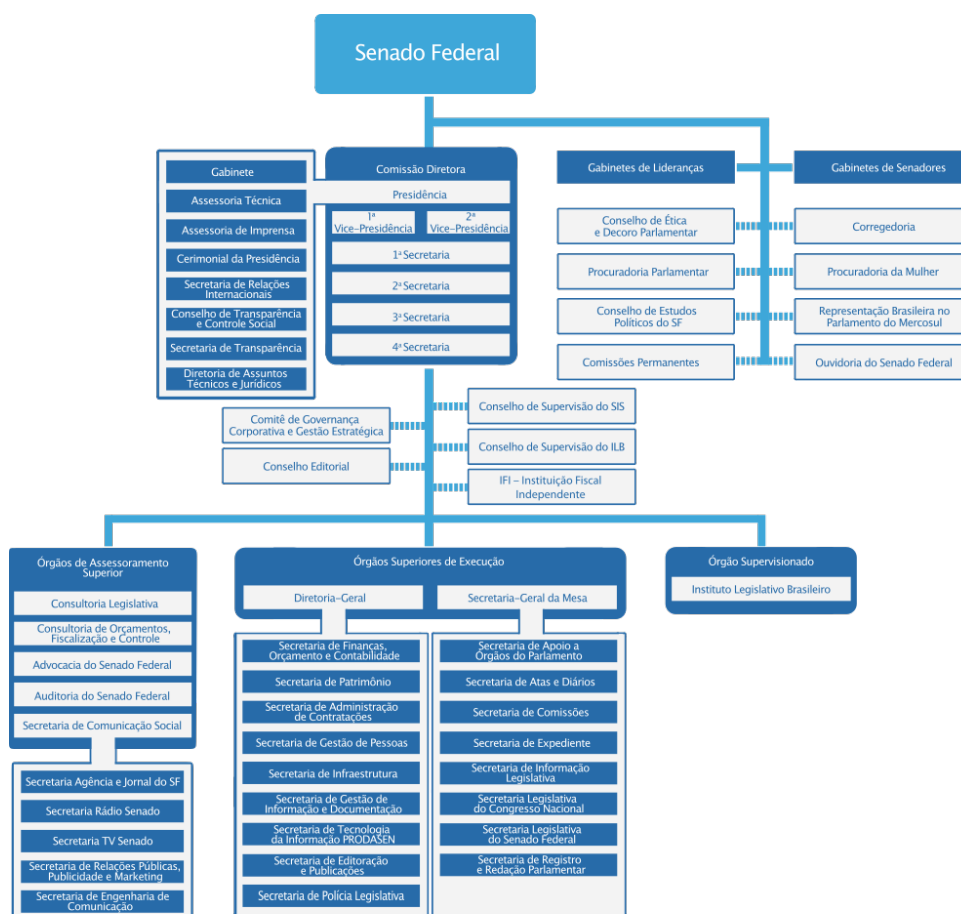 Senado Federal
Gabinete
Assessoria Técnica
Assessoria de Imprensa
Cerimonial da Presidência
Secretaria de Relações
Internacionais
Conselho de Transparência
e Controle Social
Secretaria de Transparência
Diretoria de Assuntos
Técnicos e Jurídicos
Comissão Diretora
Presidência
1ª
Vice-Presidência
2ª
Vice-Presidência
1ª Secretaria
2ª Secretaria
3ª Secretaria
4ª Secretaria
Gabinetes de Lideranças
Gabinetes de Senadores
Conselho de Ética
e Decoro Parlamentar
Corregedoria
Procuradoria Parlamentar
Procuradoria da Mulher
Conselho de Estudos
Políticos do SF
Representação Brasileira no
Parlamento do Mercosul
Comissões Permanentes
Ouvidoria do Senado Federal
Conselho de Supervisão do SIS
Comitê de Governança
Corporativa e Gestão Estratégica
Conselho de Supervisão do ILB
Conselho Editorial
IFI – Instituição Fiscal
Independente
Órgãos de Assessoramento
Superior
Consultoria Legislativa
Consultoria de Orçamentos,
Fiscalização e Controle
Advocacia do Senado Federal
Auditoria do Senado Federal
Secretaria de Comunicação Social
Secretaria Agência e Jornal do SF
Secretaria Rádio Senado
Secretaria TV Senado
Secretaria de Relações Públicas,
Publicidade e Marketing
Secretaria de Engenharia de
Comunicação
Órgãos Superiores de Execução
Diretoria-Geral
Secretaria de Finanças,
Orçamento e Contabilidade
Secretaria de Patrimônio
Secretaria de Administração
de Contratações
Secretaria de Gestão de Pessoas
Secretaria de Infraestrutura
Secretaria de Gestão de
Informação e Documentação
Secretaria de Tecnologia
da Informação PRODASEN
Secretaria de Editoração
e Publicações
Secretaria de Polícia Legislativa
Secretaria-Geral da Mesa
Secretaria de Apoio a
Órgãos do Parlamento
Secretaria de Atas e Diários
Secretaria de Comissões
Secretaria de Expediente
Secretaria de Informação
Legislativa
Secretaria Legislativa
do Congresso Nacional
Secretaria Legislativa
do Senado Federal
Secretaria de Registro
e Redação Parlamentar
Órgão Supervisionado
Instituto Legislativo Brasileiro